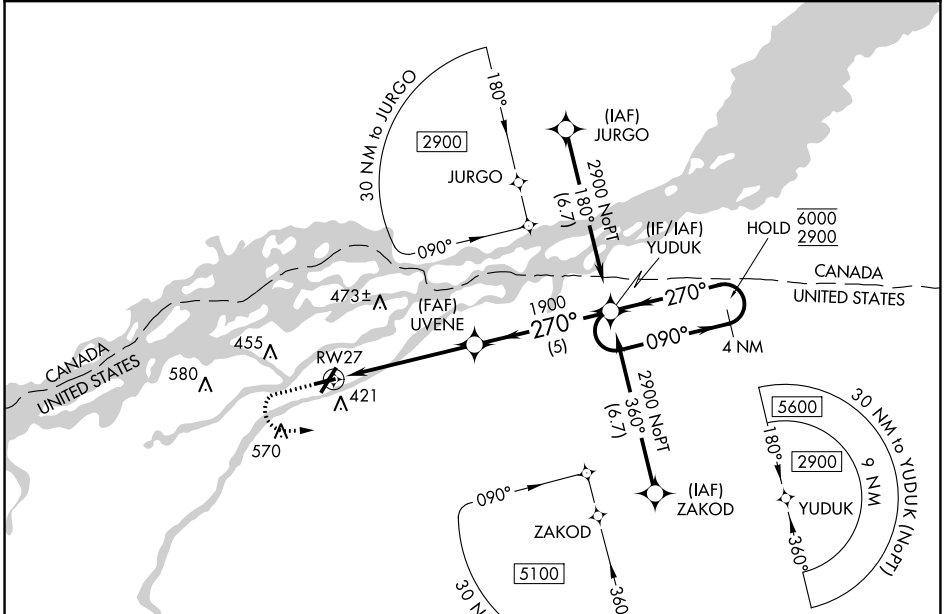 30 NM to JURGO
180°
2900
JURGO
090°
(IAF)
JURGO
2900 NoPT
180°
(6.7)
(IF/IAF)
YUDUK
HOLD
6000
2900
CANADA
UNITED STATES
270°
090°
4 NM
473±
(FAF)
UVENE
1900
270°
(5)
CANADA
UNITED STATES
455
580
RW27
421
570
2900 NoPT
360°
(6.7)
(IAF)
ZAKOD
090°
ZAKOD
5100
360
30 N
5600
30 NM to YUDUK (NoPT)
180°
2900
9 NM
YUDUK
360°